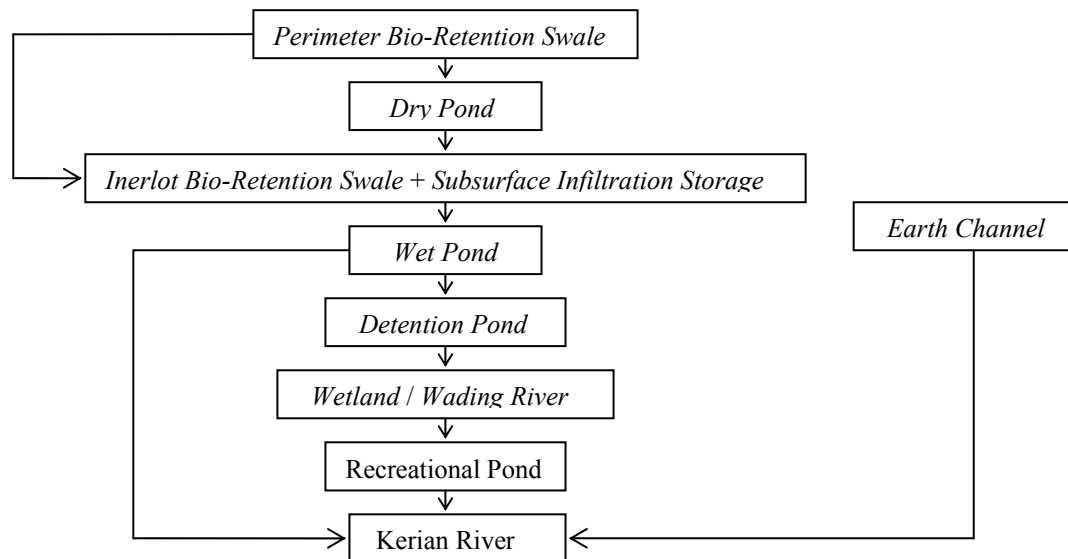 Perimeter Bio-Retention Swale
Dry Pond
Inerlot Bio-Retention Swale + Subsurface Infiltration Storage
Earth Channel
Wet Pond
Detention Pond
Wetland / Wading River
Recreational Pond
Kerian River